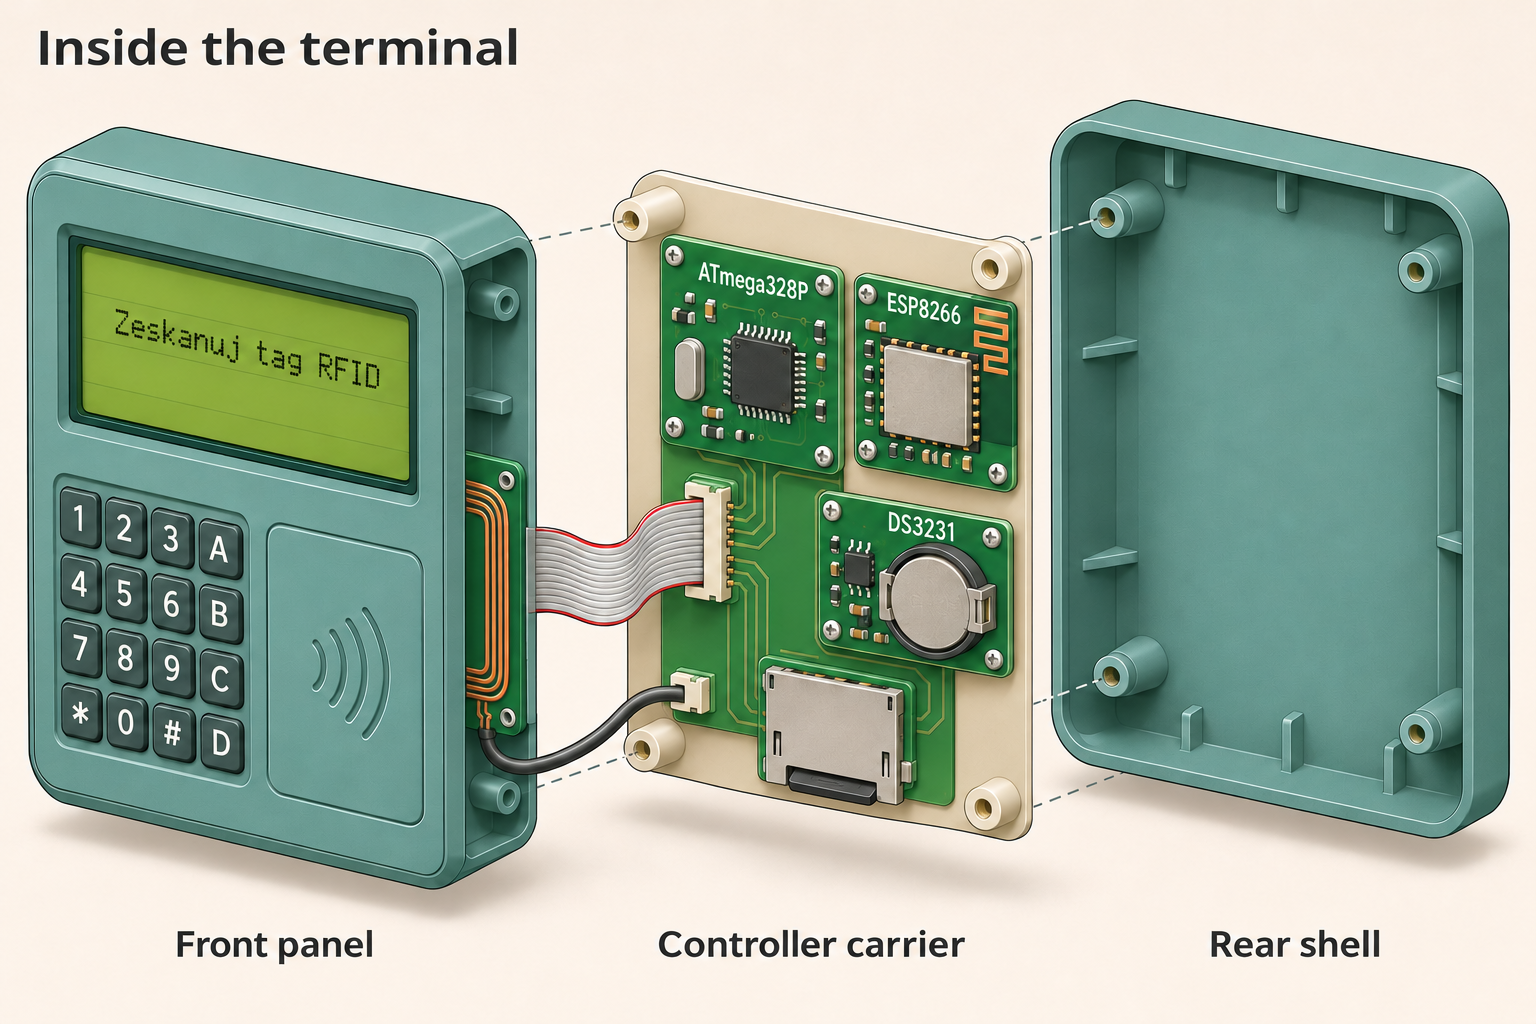 Inside the terminal
Zeskanuj tag RFID
1 2 3 A
4 5 6 B
7 8 9 C
* 0 # D
ATmega328P
ESP8266
DS3231
Front panel
Controller carrier
Rear shell